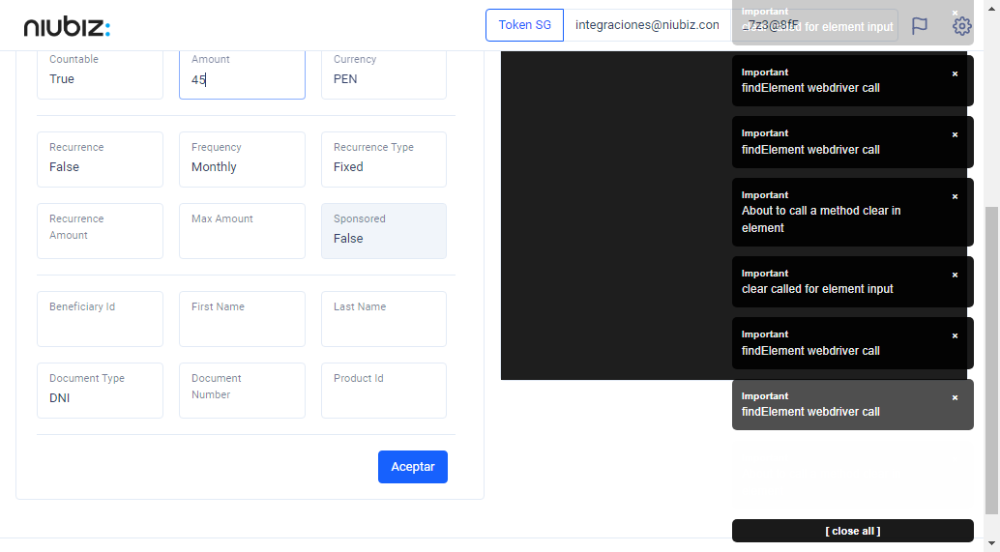 niubiz:
Token SG
integraciones@niubiz.con
7z3@8fF
Important
×
clear called for element input
Countable
True
Amount
45
Currency
PEN
Recurrence
False
Frequency
Monthly
Recurrence Type
Fixed
Recurrence
Amount
Max Amount
Sponsored
False
Beneficiary Id
First Name
Last Name
Document Type
DNI
Document
Number
Product Id
Aceptar
Important
×
findElement webdriver call
Important
×
findElement webdriver call
Important
×
About to call a method clear in
element
Important
×
clear called for element input
Important
×
findElement webdriver call
Important
×
findElement webdriver call
[ close all ]